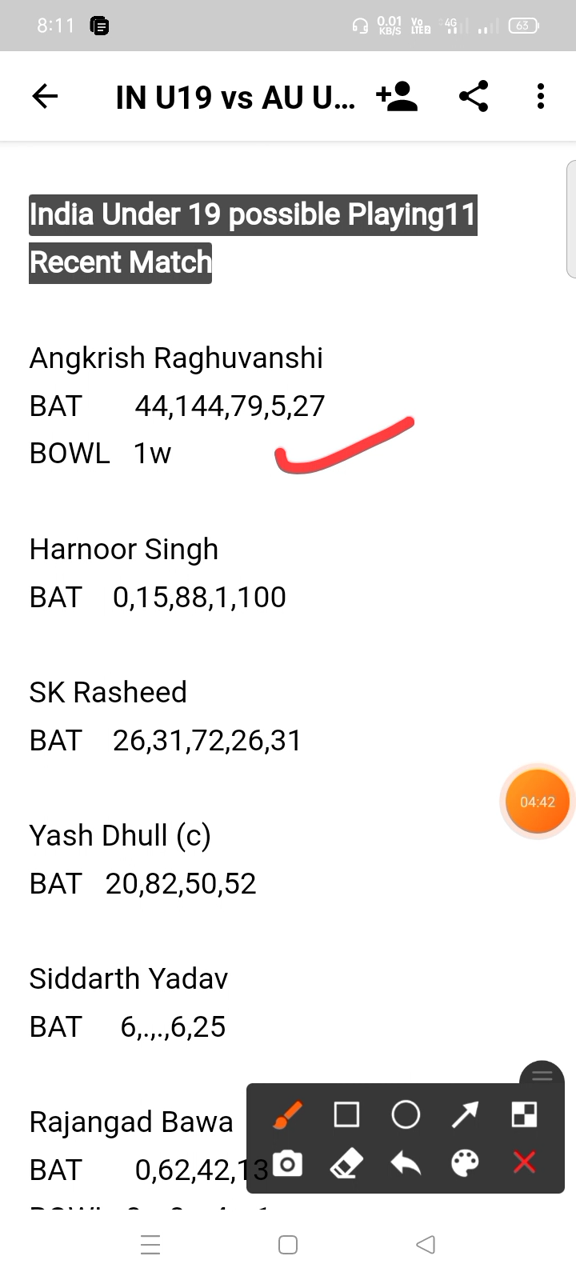 8:11
0.01
KB/S
Vo
LTE
4G
63
IN U19 vs AU U...
India Under 19 possible Playing11
Recent Match
Angkrish Raghuvanshi
BAT 44,144,79,5,27
BOWL 1w
Harnoor Singh
BAT 0,15,88,1,100
SK Rasheed
BAT 26,31,72,26,31
04:42
Yash Dhull (c)
BAT 20,82,50,52
Siddarth Yadav
BAT 6,.,.,6,25
Rajangad Bawa
BAT 0,62,42,13